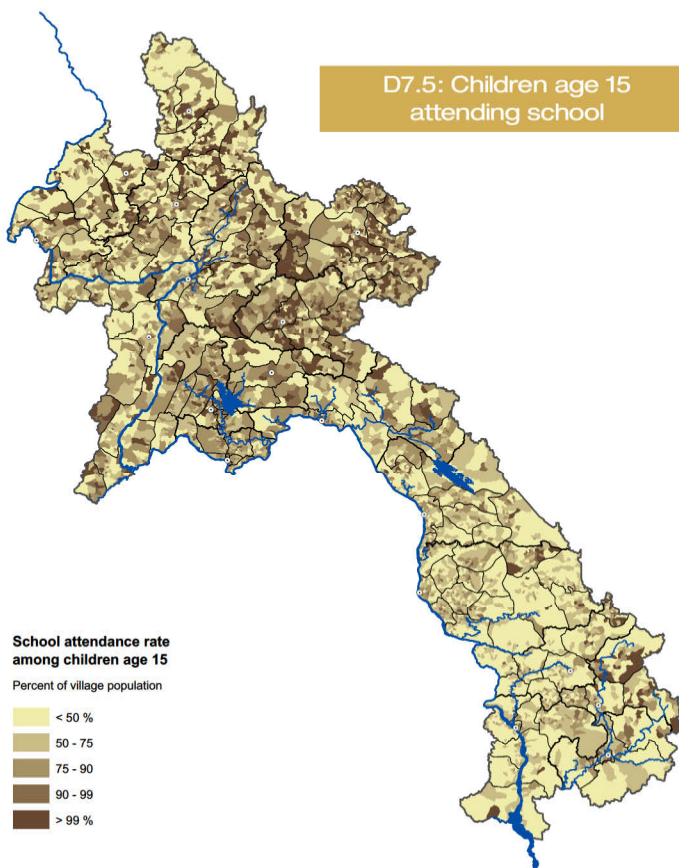 D7.5: Children age 15
attending school
School attendance rate
among children age 15
Percent of village population
< 50 %
50 - 75
75 - 90
90 - 99
> 99 %